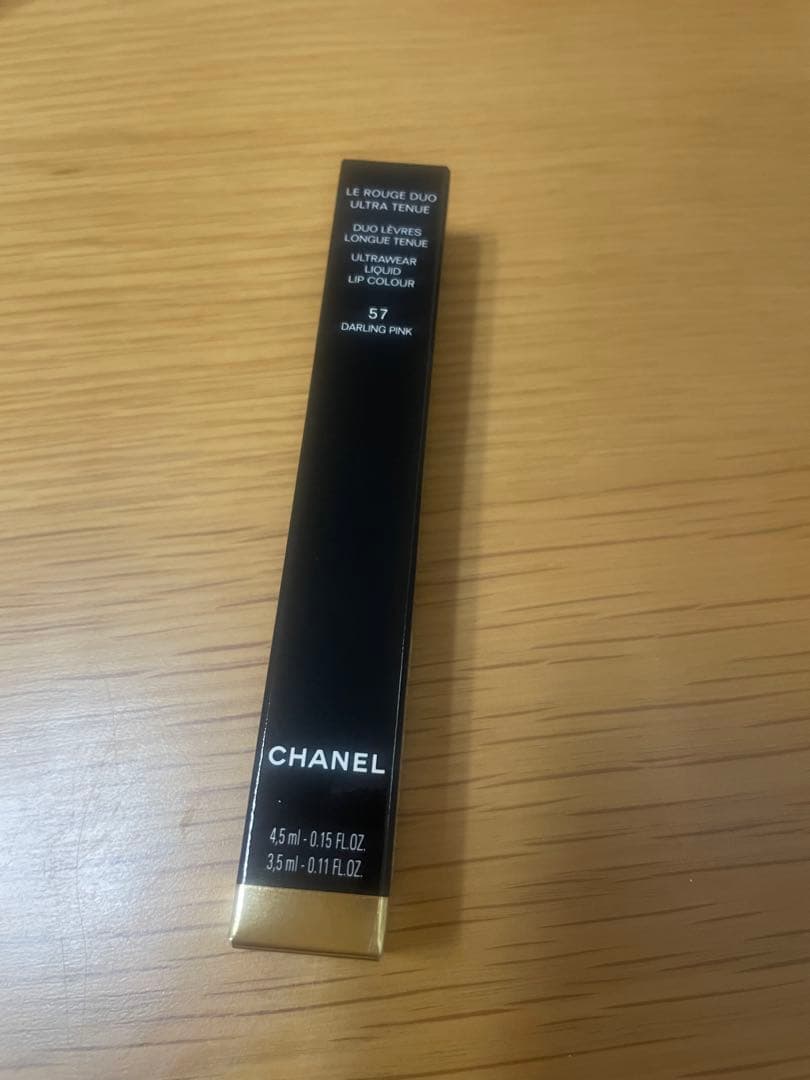 LE ROUGE DUO
ULTRA TENUE
DUO LÈVRES
LONGUE TENUE
ULTRAWEAR
LIQUID
LIP COLOUR
57
DARLING PINK
CHANEL
4,5 ml - 0.15 FL.OZ.
3,5 ml - 0.11 FL.OZ.